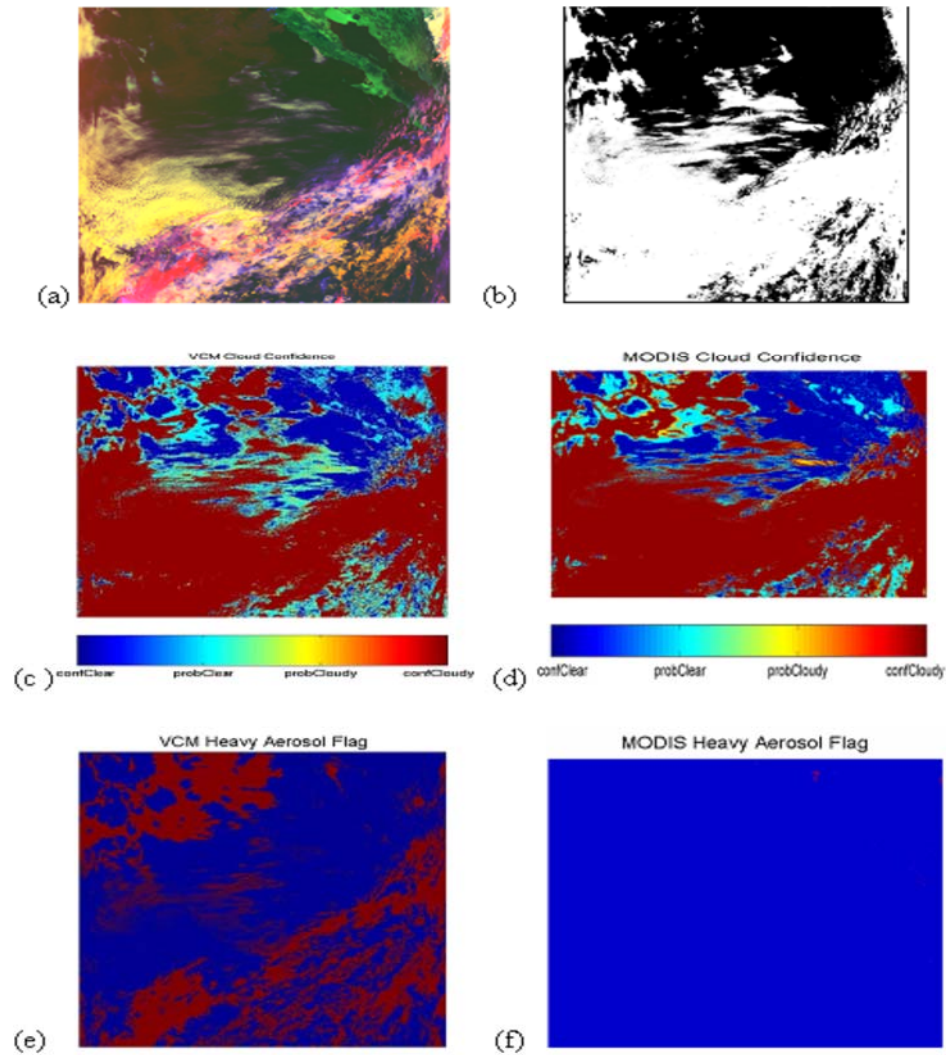 (a)
(b)
VCM Cloud Confidence
MODIS Cloud Confidence
confClear probClear probCloudy confCloudy
confClear probClear probCloudy confCloudy
(c )
(d)
VCM Heavy Aerosol Flag
MODIS Heavy Aerosol Flag
(e)
(f)